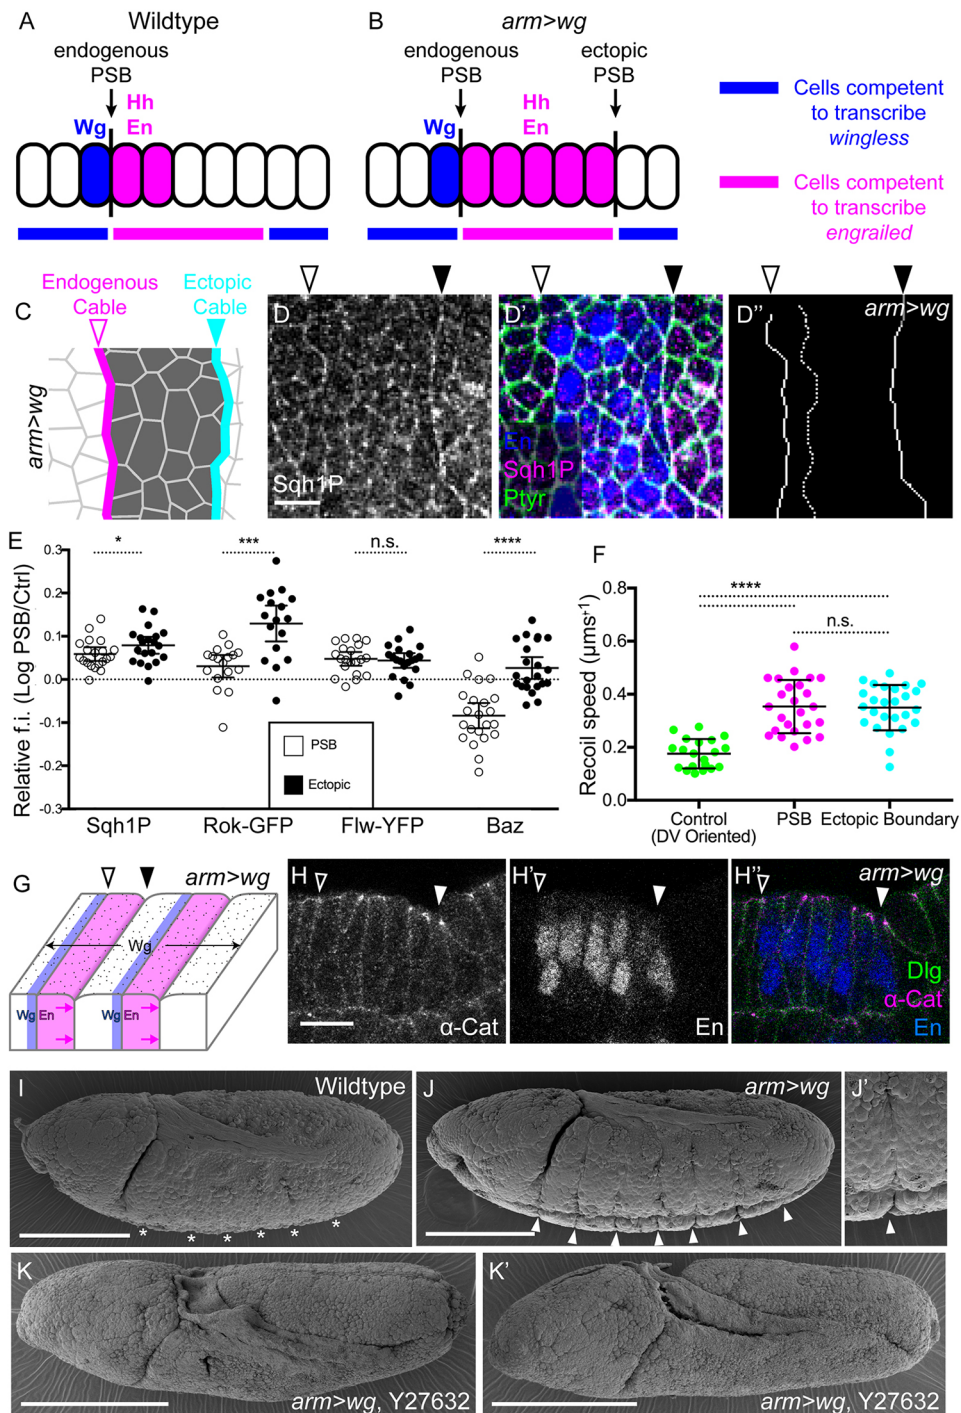 A
Wildtype
endogenous
PSB
Hh
En
Wg
B
arm>wg
endogenous
PSB
ectopic
PSB
Hh
En
Wg
Cells competent
to transcribe
wingless
Cells competent
to transcribe
engrailed
Endogenous
Cable
Ectopic
Cable
C
arm>wg
D
Sqh1P
D'
En
Sqh1P
Ptyr
D''
arm>wg
E
Relative f.i. (Log PSB/Ctrl)
0.3
0.2
0.1
0.0
-0.1
-0.2
-0.3
*
***
n.s.
****
PSB
Ectopic
Sqh1P
Rok-GFP
Flw-YFP
Baz
F
Recoil speed (μms⁺¹)
0.8
0.6
0.4
0.2
0.0
****
n.s.
Control
(DV Oriented)
PSB
Ectopic Boundary
G
arm>wg
Wg
Wg
En
Wg
En
H
α-Cat
H'
En
H''
arm>wg
Dlg
α-Cat
En
I
Wildtype
* * * * * *
J
arm>wg
J'
K
arm>wg, Y27632
K'
arm>wg, Y27632